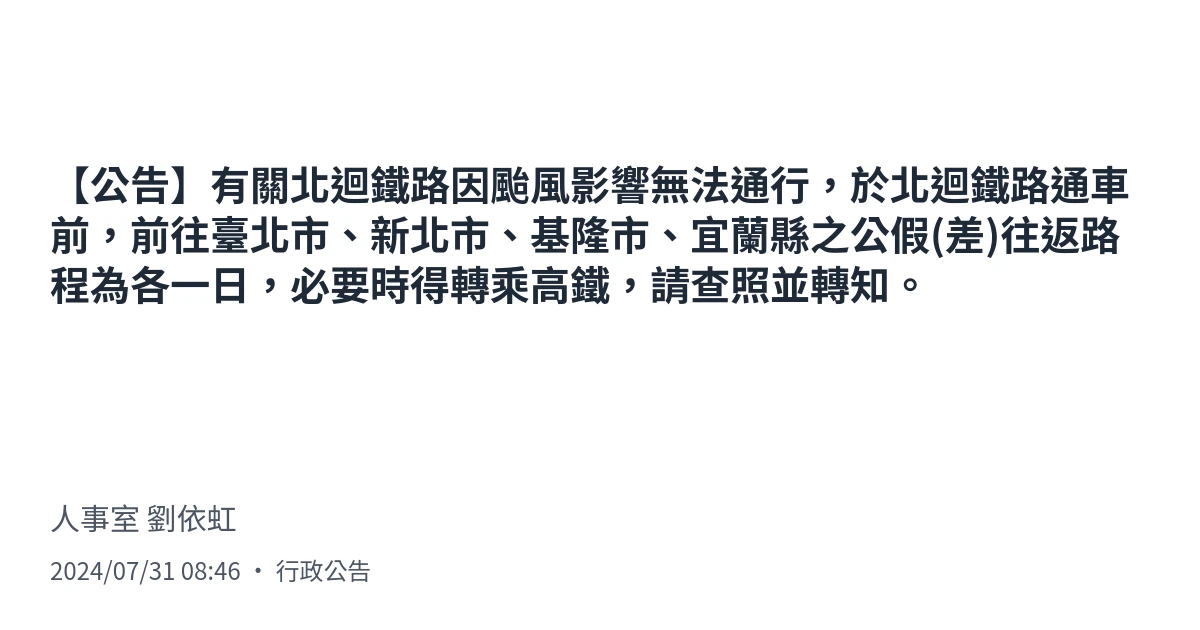 【公告】有關北迴鐵路因颱風影響無法通行，於北迴鐵路通車
前，前往臺北市、新北市、基隆市、宜蘭縣之公假(差)往返路
程為各一日，必要時得轉乘高鐵，請查照並轉知。
人事室 劉依虹
2024/07/31 08:46 • 行政公告